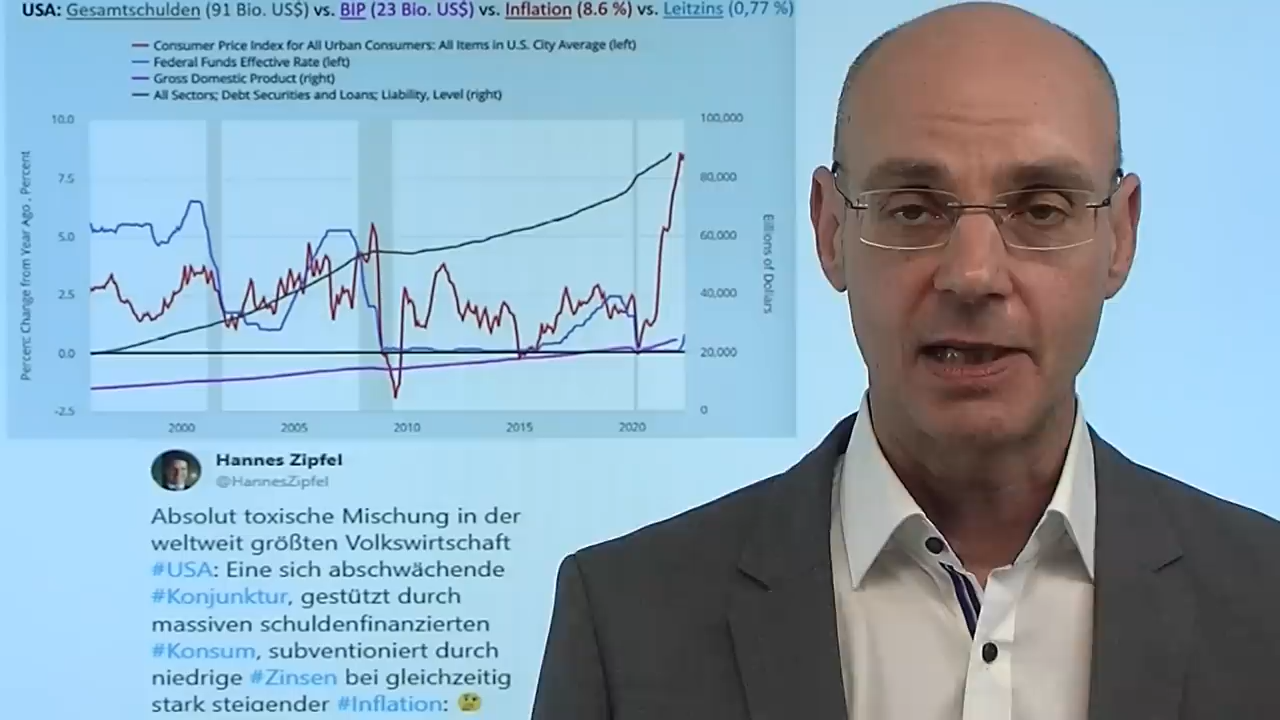 USA: Gesamtschulden (91 Bio. US$) vs. BIP (23 Bio. US$) vs. Inflation (8.6 %) vs. Leitzins (0,77 %)
Consumer Price Index for All Urban Consumers: All Items in U.S. City Average (left)
Federal Funds Effective Rate (left)
Gross Domestic Product (right)
All Sectors; Debt Securities and Loans; Liability, Level (right)
10.0
7.5
5.0
2.5
0.0
-2.5
Percent Change from Year Ago , Percent
100,000
80,000
60,000
40,000
20,000
0
Billions of Dollars
2000 2005 2010 2015 2020
Hannes Zipfel
@HannesZipfel
Absolut toxische Mischung in der
weltweit größten Volkswirtschaft
#USA: Eine sich abschwächende
#Konjunktur, gestützt durch
massiven schuldenfinanzierten
#Konsum, subventioniert durch
niedrige #Zinsen bei gleichzeitig
stark steigender #Inflation: 🤔